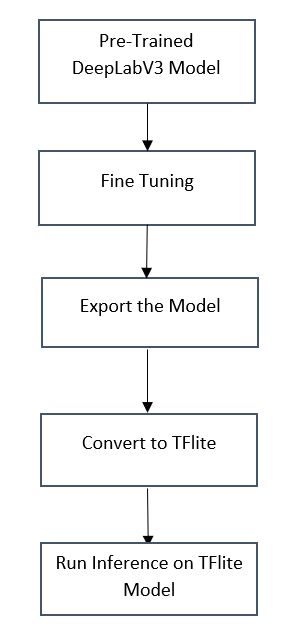 Pre-Trained
DeepLabV3 Model
Fine Tuning
Export the Model
Convert to TFlite
Run Inference on TFlite
Model